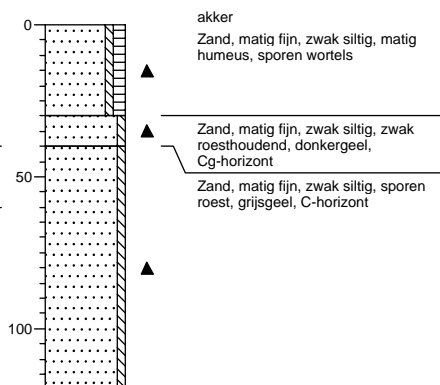 0
akker
Zand, matig fijn, zwak siltig, matig
humeus, sporen wortels
Zand, matig fijn, zwak siltig, zwak
roesthoudend, donkergeel,
Cg-horizont
50
Zand, matig fijn, zwak siltig, sporen
roest, grijsgeel, C-horizont
100